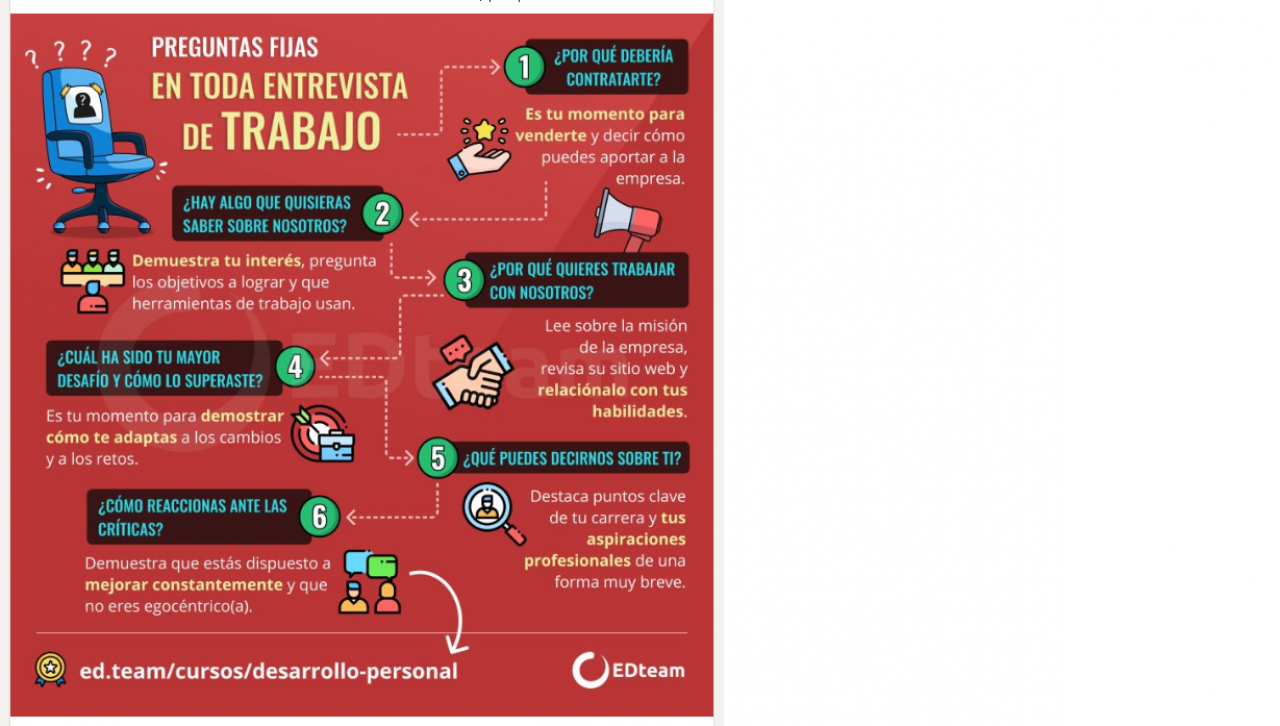 PREGUNTAS FIJAS
EN TODA ENTREVISTA
DE TRABAJO
1
¿POR QUÉ DEBERÍA
CONTRATARTE?
Es tu momento para
venderte y decir cómo
puedes aportar a la
empresa.
¿HAY ALGO QUE QUISIERAS
SABER SOBRE NOSOTROS?
2
Demuestra tu interés, pregunta
los objetivos a lograr y que
herramientas de trabajo usan.
3
¿POR QUÉ QUIERES TRABAJAR
CON NOSOTROS?
Lee sobre la misión
de la empresa,
revisa su sitio web y
relaciónalo con tus
habilidades.
¿CUÁL HA SIDO TU MAYOR
DESAFÍO Y CÓMO LO SUPERASTE?
4
Es tu momento para demostrar
cómo te adaptas a los cambios
y a los retos.
5
¿QUÉ PUEDES DECIRNOS SOBRE TI?
Destaca puntos clave
de tu carrera y tus
aspiraciones
profesionales de una
forma muy breve.
¿CÓMO REACCIONAS ANTE LAS
CRÍTICAS?
6
Demuestra que estás dispuesto a
mejorar constantemente y que
no eres egocéntrico(a).
ed.team/cursos/desarrollo-personal
EDteam
EDteam